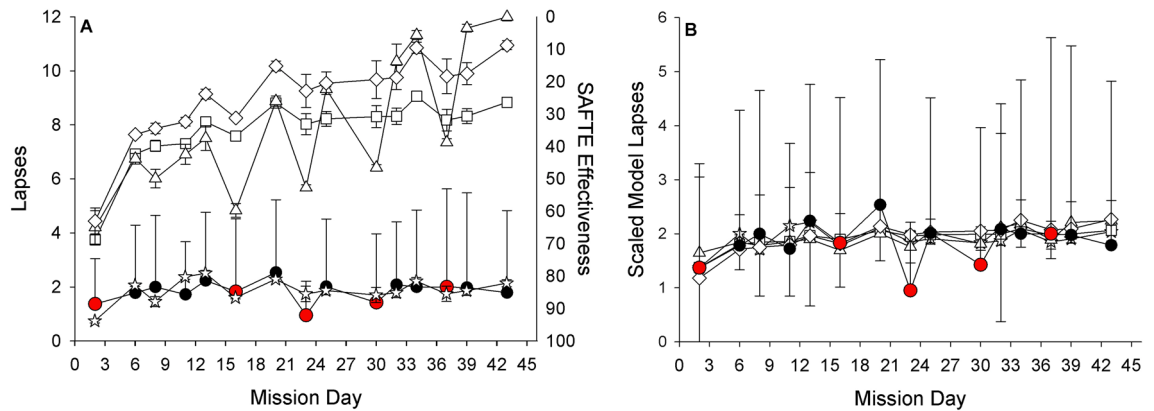 A
Lapses
12
10
8
6
4
2
0
0 3 6 9 12 15 18 21 24 27 30 33 36 39 42 45
Mission Day
0
10
20
30
40
50
60
70
80
90
100
SAFTE Effectiveness
B
Scaled Model Lapses
6
5
4
3
2
1
0
0 3 6 9 12 15 18 21 24 27 30 33 36 39 42 45
Mission Day